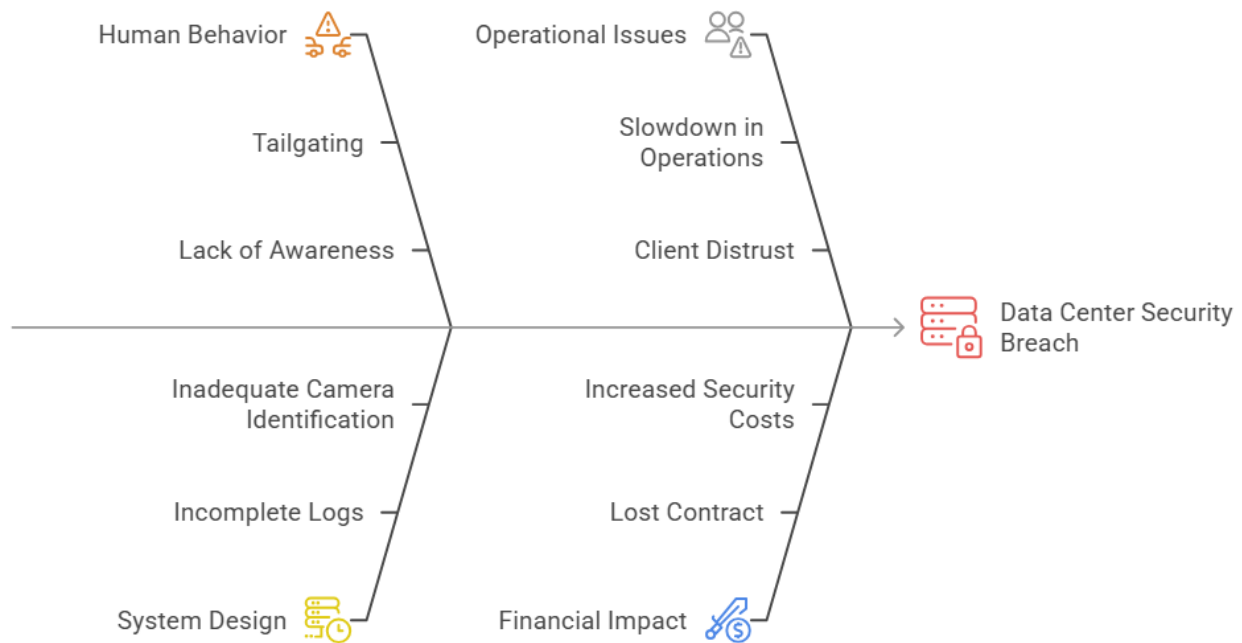 Human Behavior
Operational Issues
Tailgating
Slowdown in
Operations
Lack of Awareness
Client Distrust
Data Center Security
Breach
Inadequate Camera
Identification
Increased Security
Costs
Incomplete Logs
Lost Contract
System Design
Financial Impact
$